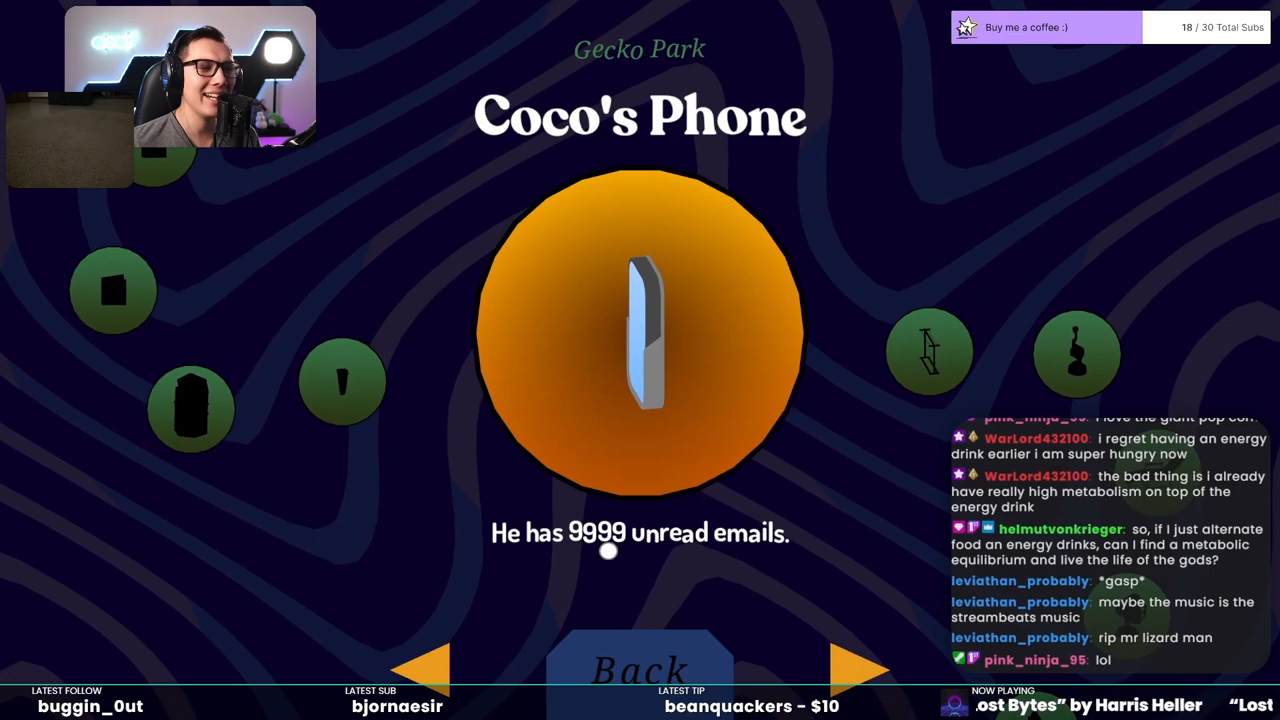 Buy me a coffee :)
18 / 30 Total Subs
Gecko Park
Coco's Phone
He has 9999 unread emails.
WarLord432100: i regret having an energy
drink earlier i am super hungry now
WarLord432100: the bad thing is i already
have really high metabolism on top of the
energy drink
helmutvonkrieger: so, if I just alternate
food an energy drinks, can I find a metabolic
equilibrium and live the life of the gods?
leviathan_probably: *gasp*
leviathan_probably: maybe the music is the
streambeats music
leviathan_probably: rip mr lizard man
pink_ninja_95: lol
Back
LATEST FOLLOW
buggin_0ut
LATEST SUB
bjornaesir
LATEST TIP
beanquackers - $10
NOW PLAYING
Bytes” by Harris Heller “Lost